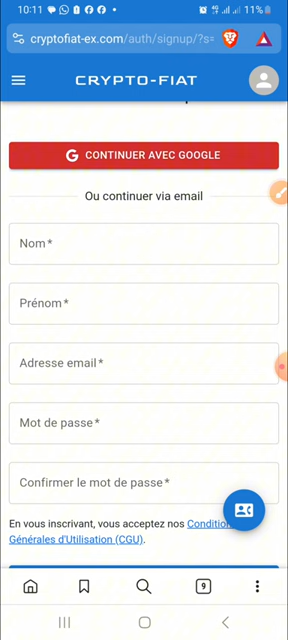 10:11
11%
cryptofiat-ex.com/auth/signup/?s=
CRYPTO-FIAT
CONTINUER AVEC GOOGLE
Ou continuer via email
Nom*
Prénom*
Adresse email*
Mot de passe*
Confirmer le mot de passe*
En vous inscrivant, vous acceptez nos
Générales d'Utilisation (CGU).
9